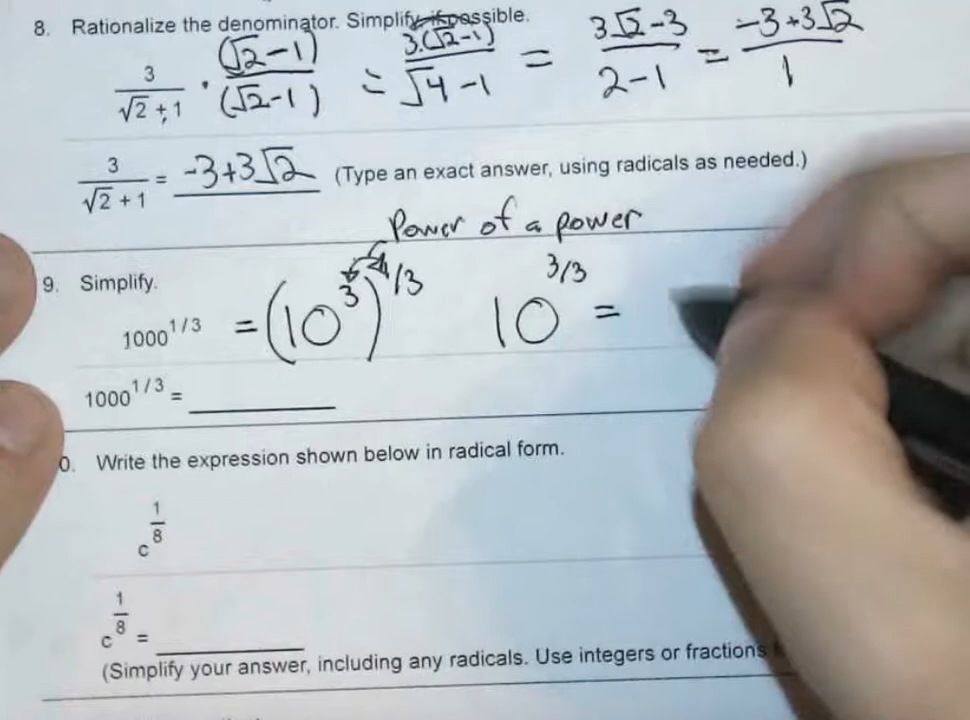 8. Rationalize the denominator. Simplify if possible.
3 / (√2 + 1) · (√2 - 1) / (√2 - 1) = 3·(√2 - 1) / (√4 - 1) = (3√2 - 3) / (2 - 1) = (-3 + 3√2) / 1
3 / (√2 + 1) = -3+3√2 (Type an exact answer, using radicals as needed.)
Power of a power
9. Simplify.
1000^1/3 = (10^3)^1/3 10^3/3 =
1000^1/3 =
0. Write the expression shown below in radical form.
c^1/8
c^1/8 =
(Simplify your answer, including any radicals. Use integers or fractions